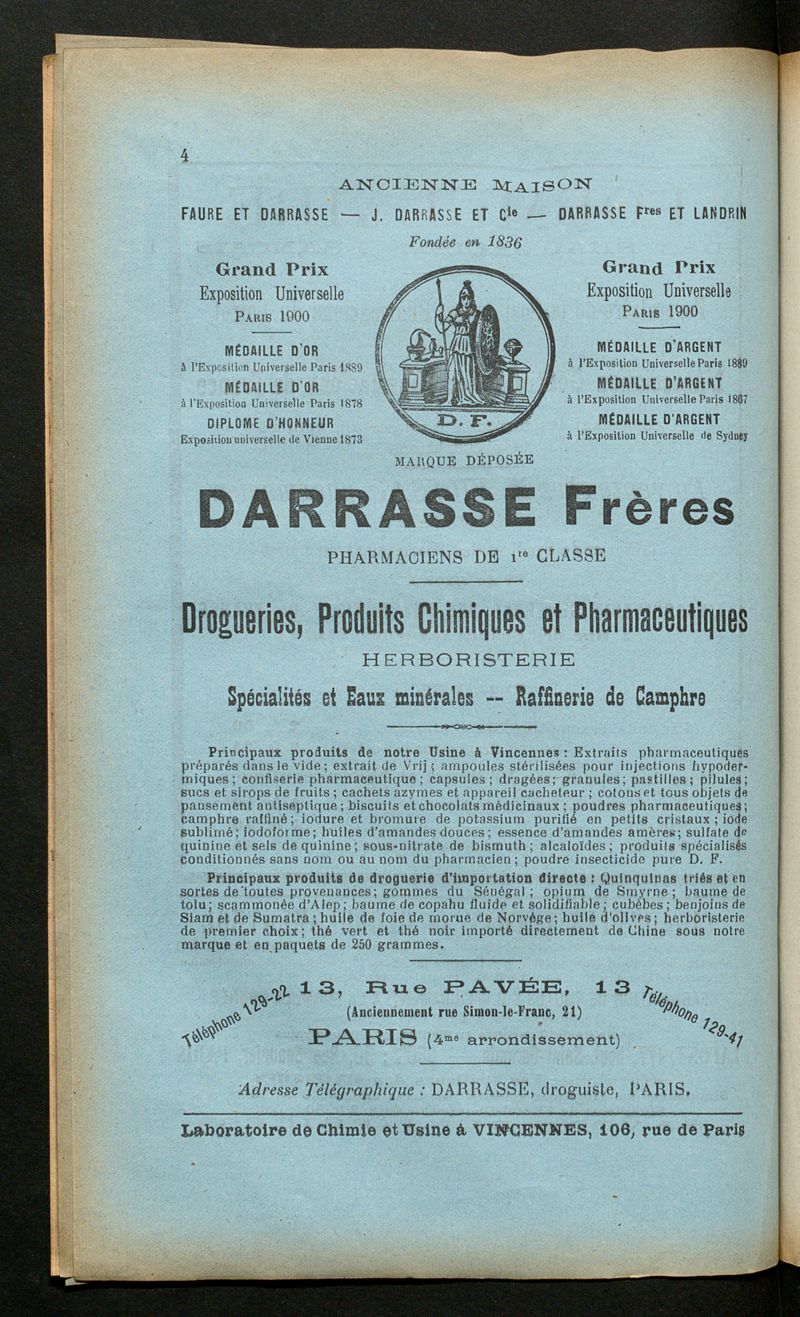 4
ANCIENNE MAISON
FAURE ET DARRASSE — J. DARRASSE ET Cie — DARRASSE Fres ET LANDRIN
Fondée en 1836
Grand Prix
Exposition Universelle
PARIS 1900
MÉDAILLE D'OR
à l'Exposition Universelle Paris 1889
MÉDAILLE D'OR
à l'Exposition Universelle Paris 1878
DIPLOME D'HONNEUR
Exposition universelle de Vienne 1873
D. F.
MARQUE DÉPOSÉE
Grand Prix
Exposition Universelle
PARIS 1900
MÉDAILLE D'ARGENT
à l'Exposition Universelle Paris 1889
MÉDAILLE D'ARGENT
à l'Exposition Universelle Paris 1867
MÉDAILLE D'ARGENT
à l'Exposition Universelle de Sydney
DARRASSE Frères
PHARMACIENS DE 1re CLASSE
Drogueries, Produits Chimiques et Pharmaceutiques
HERBORISTERIE
Spécialités et Eaux minérales -- Raffinerie de Camphre
Principaux produits de notre Usine à Vincennes : Extraits pharmaceutiques
préparés dans le vide ; extrait de Vrij ; ampoules stérilisées pour injections hypoder-
miques ; confiserie pharmaceutique ; capsules ; dragées ; granules ; pastilles ; pilules ;
sucs et sirops de fruits ; cachets azymes et appareil cacheteur ; cotons et tous objets de
pansement antiseptique ; biscuits et chocolats médicinaux ; poudres pharmaceutiques ;
camphre raffiné ; iodure et bromure de potassium purifié en petits cristaux ; iode
sublimé ; iodoforme ; huiles d'amandes douces ; essence d'amandes amères ; sulfate de
quinine et sels de quinine ; sous-nitrate de bismuth ; alcaloïdes ; produits spécialisés
conditionnés sans nom ou au nom du pharmacien ; poudre insecticide pure D. F.
Principaux produits de droguerie d'importation directe : Quinquinas triés et en
sortes de toutes provenances ; gommes du Sénégal ; opium de Smyrne ; baume de
tolu ; scammonée d'Alep ; baume de copahu fluide et solidifiable ; cubèbes ; benjoins de
Siam et de Sumatra ; huile de foie de morue de Norvège ; huile d'olives ; herboristerie
de premier choix ; thé vert et thé noir importé directement de Chine sous notre
marque et en paquets de 250 grammes.
Téléphone 129-22
13, Rue PAVÉE, 13
(Anciennement rue Simon-le-Franc, 21)
PARIS (4me arrondissement)
Téléphone 129-41
Adresse Télégraphique : DARRASSE, droguiste, PARIS.
Laboratoire de Chimie et Usine à VINCENNES, 106, rue de Paris